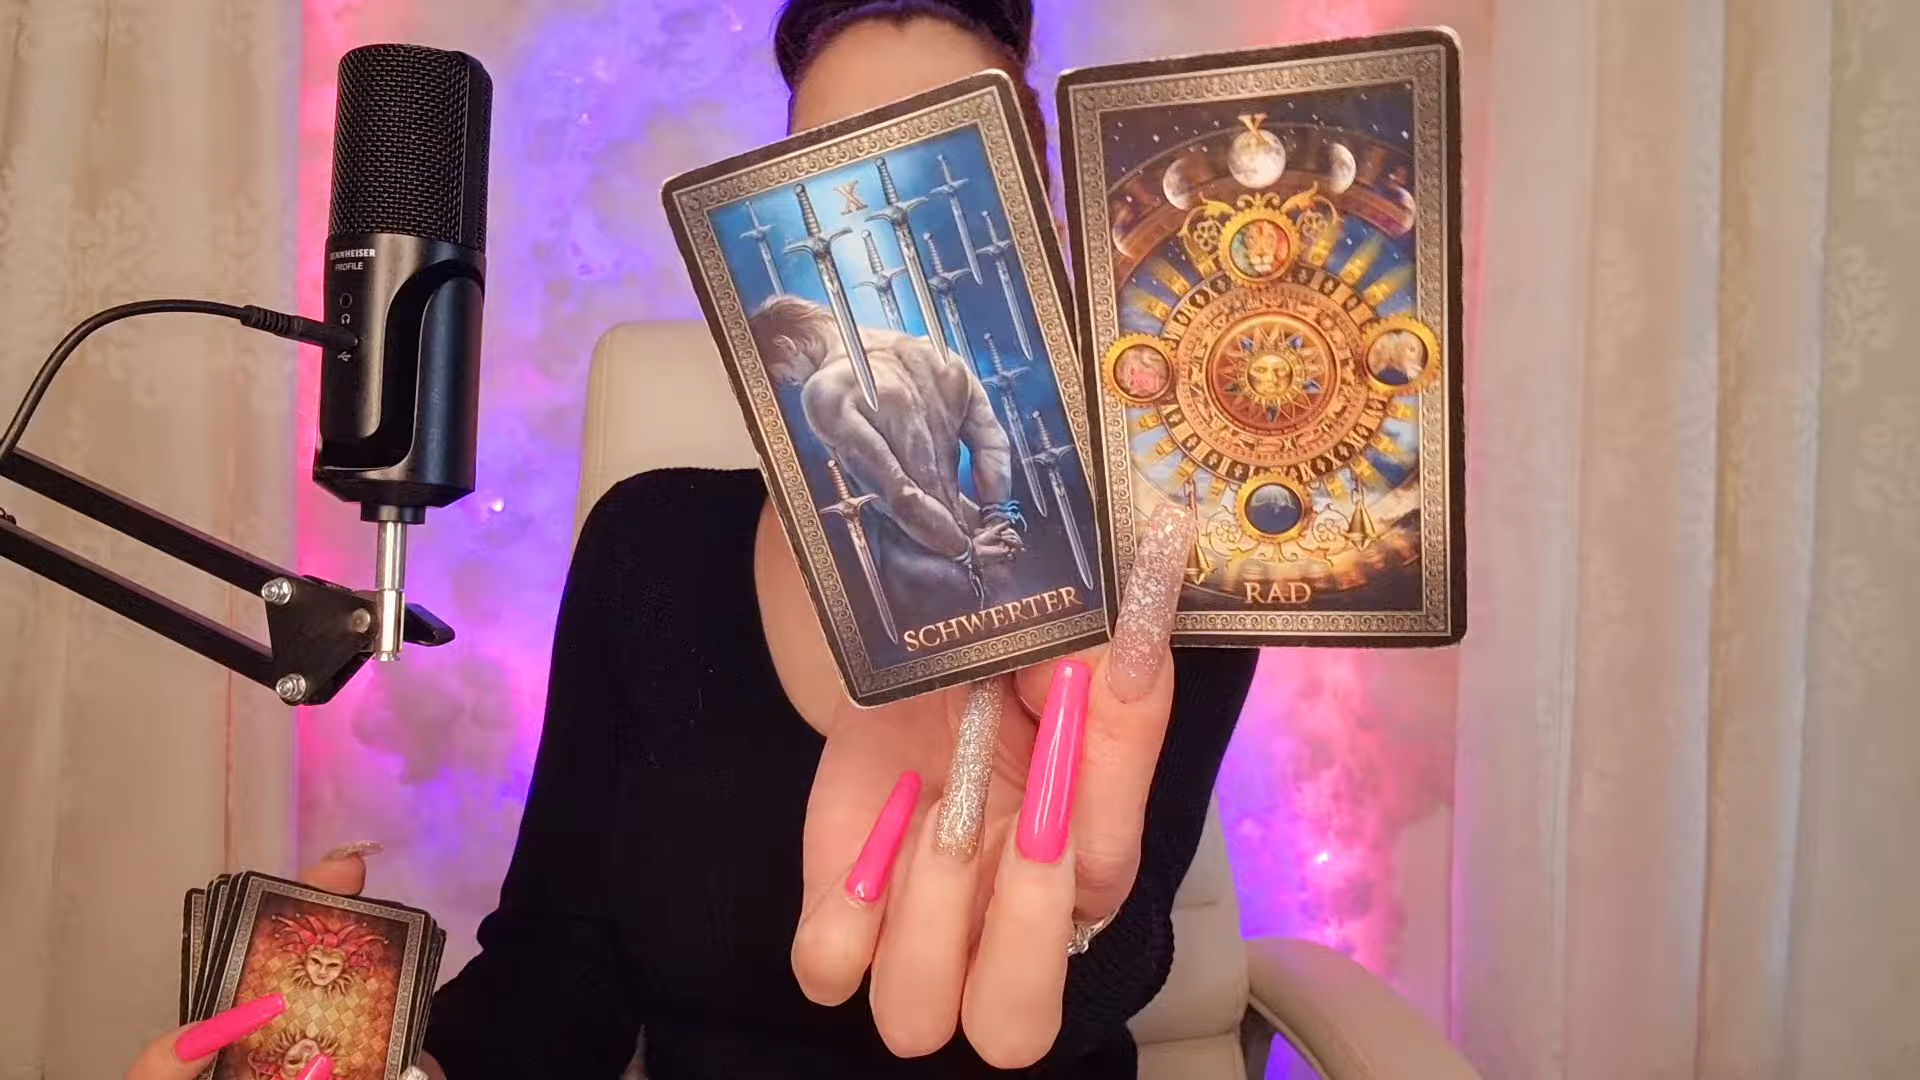 SENNHEISER
PROFILE
X
SCHWERTER
X
RAD